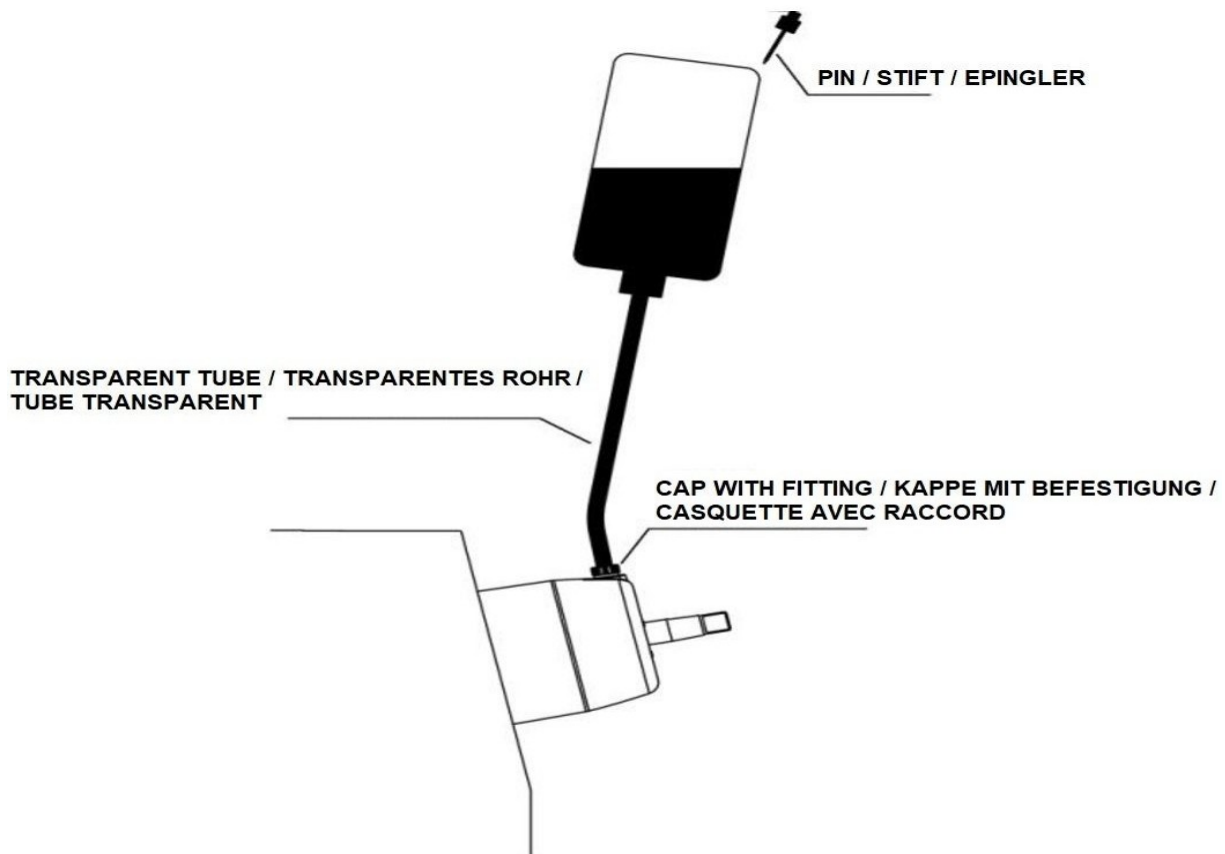 PIN / STIFT / EPINGLER
TRANSPARENT TUBE / TRANSPARENTES ROHR /
TUBE TRANSPARENT
CAP WITH FITTING / KAPPE MIT BEFESTIGUNG /
CASQUETTE AVEC RACCORD